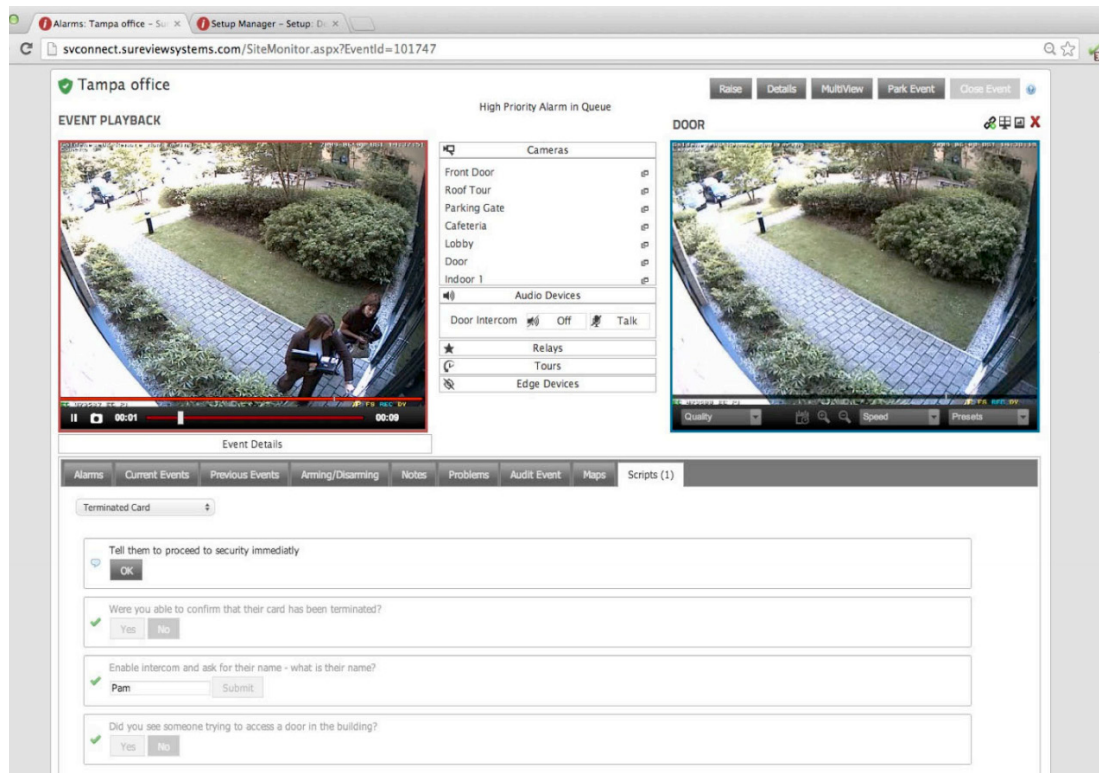 Alarms: Tampa office – Su
Setup Manager – Setup: D
svconnect.sureviewsystems.com/SiteMonitor.aspx?EventId=101747
Tampa office
Raise
Details
MultiView
Park Event
Close Event
High Priority Alarm in Queue
EVENT PLAYBACK
DOOR
Cameras
Front Door
Roof Tour
Parking Gate
Cafeteria
Lobby
Door
Indoor 1
Audio Devices
Door Intercom
Off
Talk
Relays
Tours
Edge Devices
00:01
00:09
Quality
Speed
Presets
Event Details
Alarms
Current Events
Previous Events
Arming/Disarming
Notes
Problems
Audit Event
Maps
Scripts (1)
Terminated Card
Tell them to proceed to security immediatly
OK
Were you able to confirm that their card has been terminated?
Yes
No
Enable intercom and ask for their name - what is their name?
Pam
Submit
Did you see someone trying to access a door in the building?
Yes
No